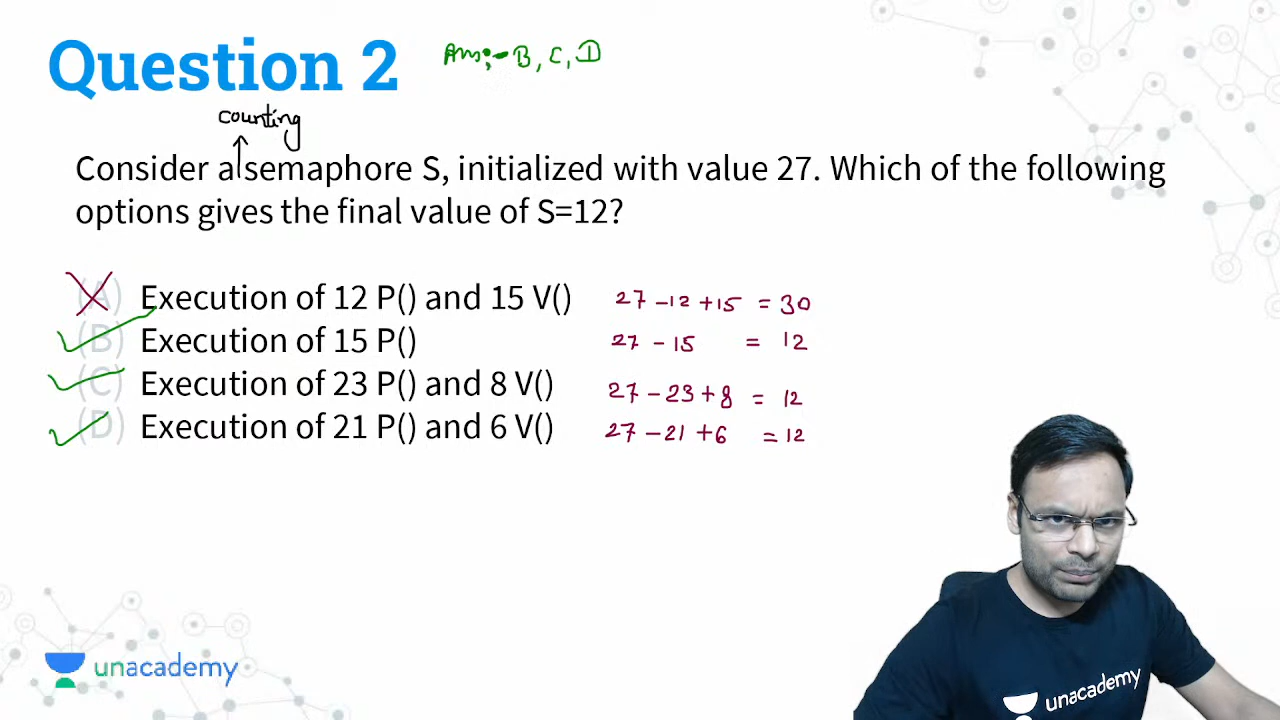 Question 2
Ans:- B, C, D
counting
Consider a semaphore S, initialized with value 27. Which of the following
options gives the final value of S=12?
(A) Execution of 12 P() and 15 V() 27 -12 +15 = 30
(B) Execution of 15 P() 27 - 15 = 12
(C) Execution of 23 P() and 8 V() 27 - 23 + 8 = 12
(D) Execution of 21 P() and 6 V() 27 - 21 + 6 = 12
unacademy
unacademy